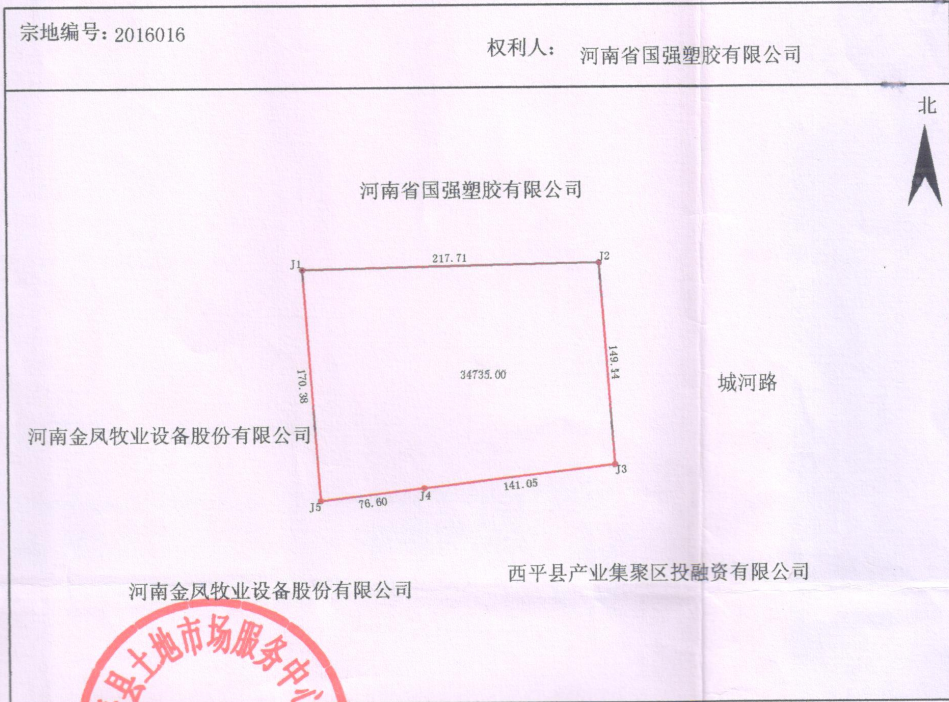 宗地编号: 2016016
权利人: 河南省国强塑胶有限公司
北
河南省国强塑胶有限公司
J1
217.71
J2
170.38
34735.00
149.54
城河路
河南金凤牧业设备股份有限公司
J3
J5
76.60
J4
141.05
河南金凤牧业设备股份有限公司
西平县产业集聚区投融资有限公司
县土地市场服务中心